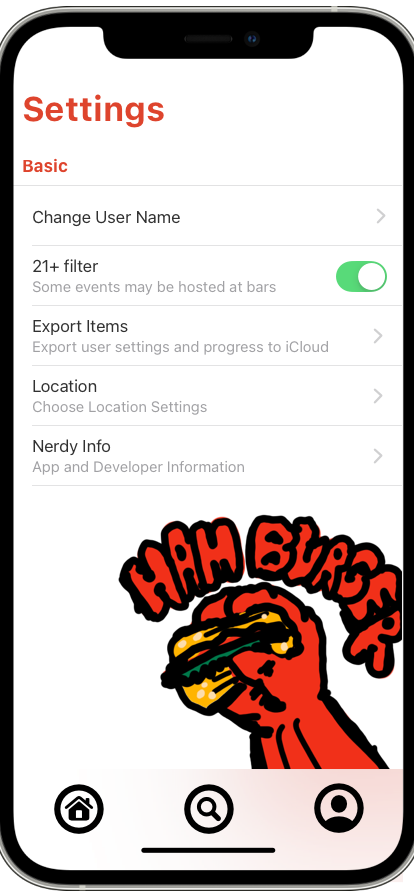 Settings
Basic
Change User Name
21+ filter
Some events may be hosted at bars
Export Items
Export user settings and progress to iCloud
Location
Choose Location Settings
Nerdy Info
App and Developer Information
HAM BURGER